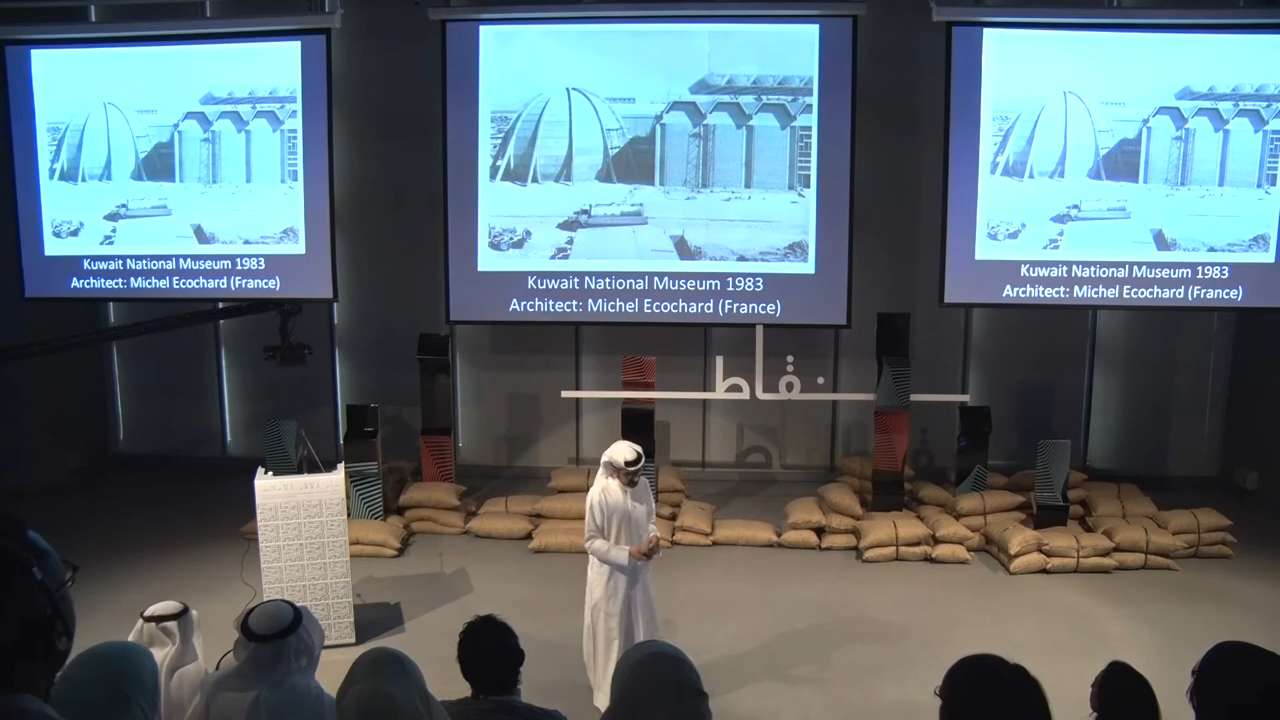 Kuwait National Museum 1983
Architect: Michel Ecochard (France)
Kuwait National Museum 1983
Architect: Michel Ecochard (France)
Kuwait National Museum 1983
Architect: Michel Ecochard (France)
نقاط